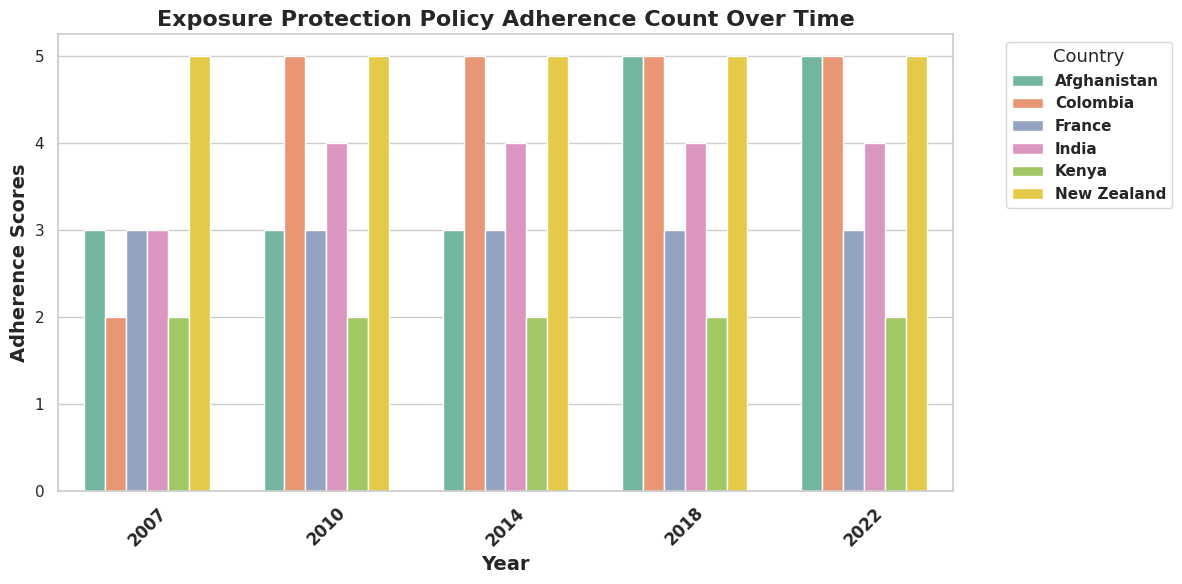 Exposure Protection Policy Adherence Count Over Time
Adherence Scores
5
4
3
2
1
0
2007
2010
2014
2018
2022
Year
Country
Afghanistan
Colombia
France
India
Kenya
New Zealand